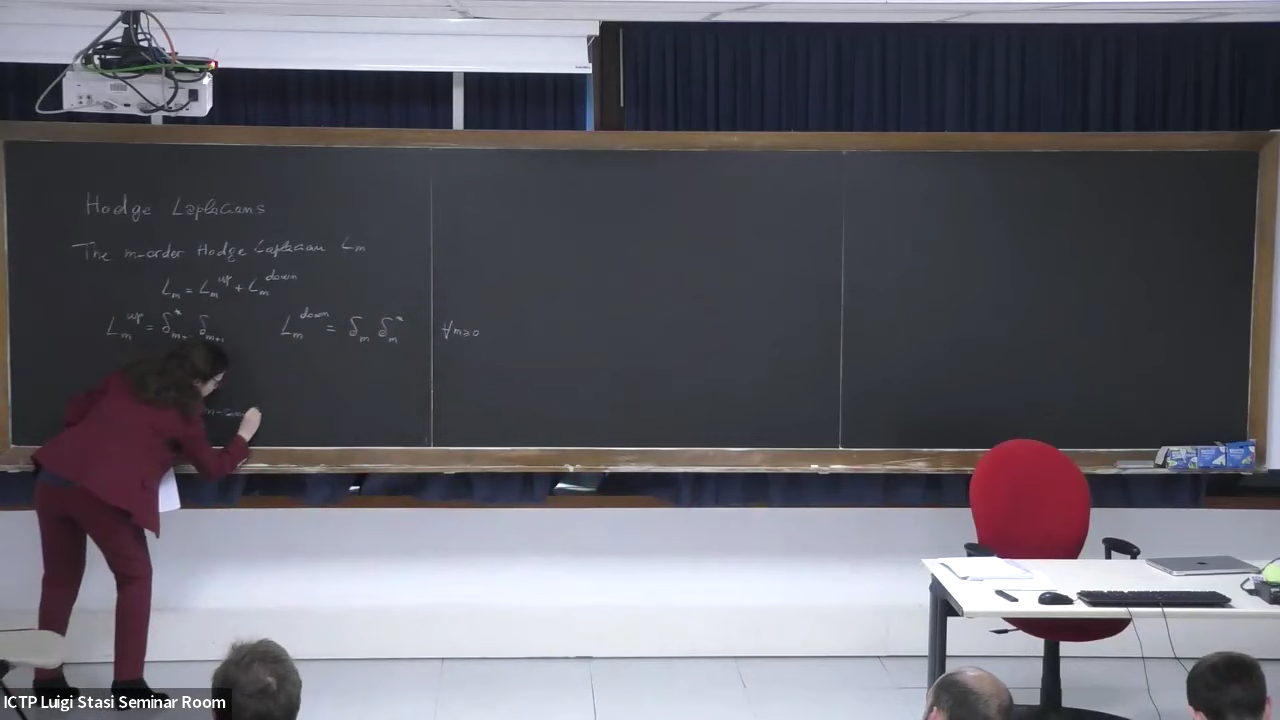 Hodge Laplacians
The m-order Hodge Laplacian L_m
L_m = L_m^up + L_m^down
L_m^up = δ*_{m+1} δ_{m+1} L_m^down = δ_m δ_m^* ∀m≥0
ICTP Luigi Stasi Seminar Room